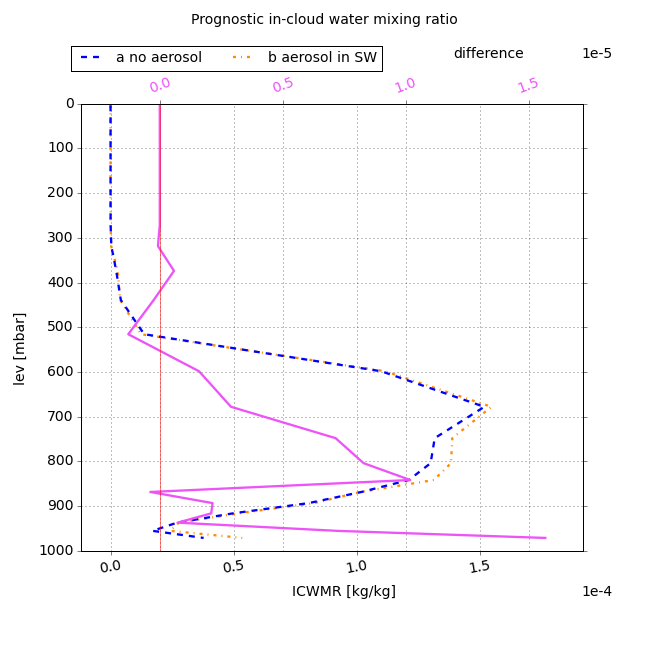 Prognostic in-cloud water mixing ratio
a no aerosol b aerosol in SW difference 1e-5
0.0 0.5 1.0 1.5
0
100
200
300
400
500
600
700
800
900
1000
lev [mbar]
0.0 0.5 1.0 1.5
ICWMR [kg/kg] 1e-4